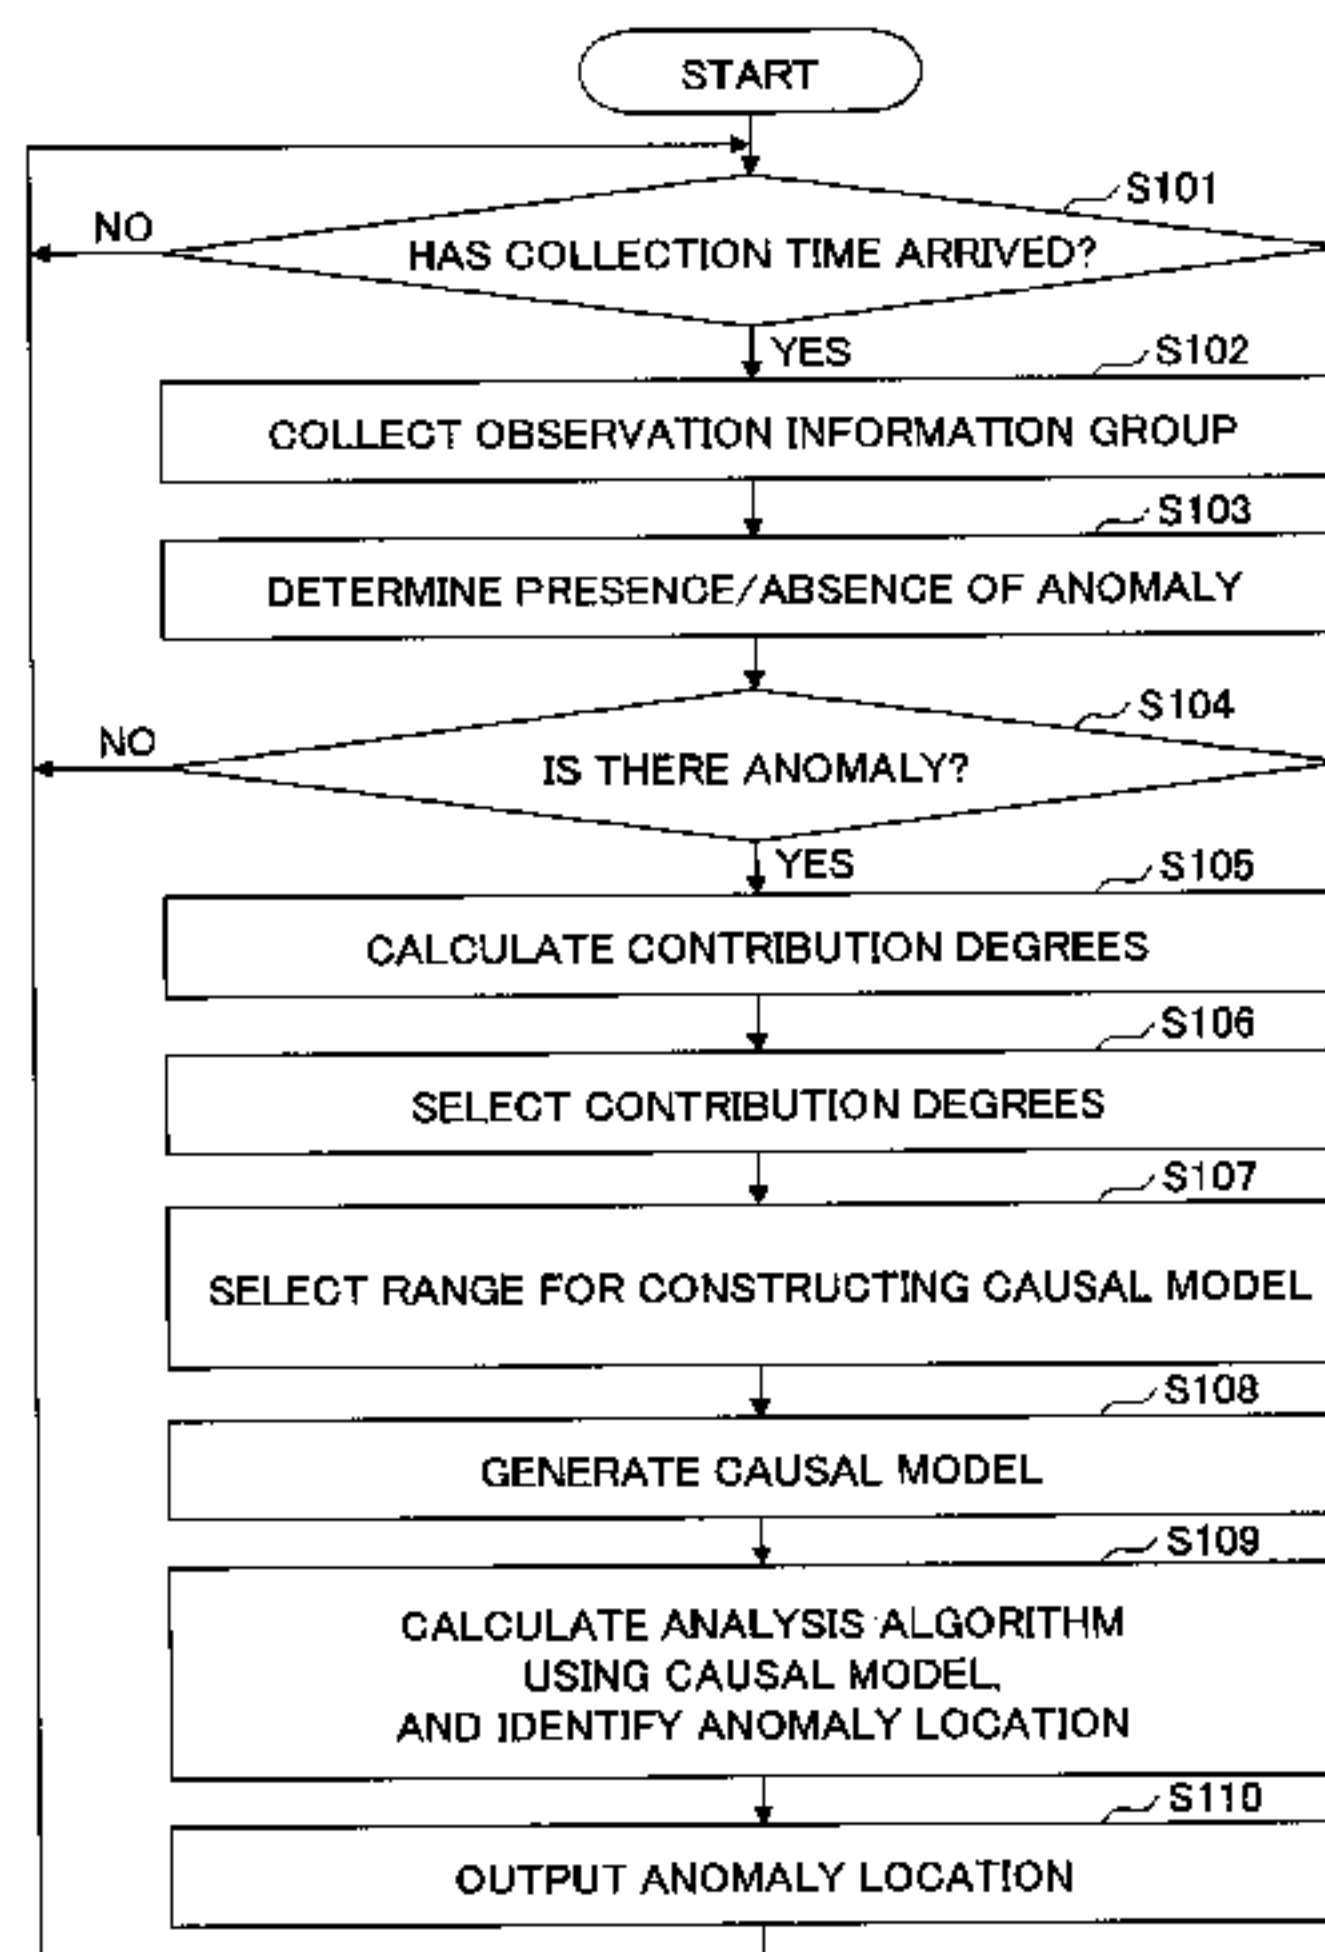 START
S101
NO
HAS COLLECTION TIME ARRIVED?
YES
S102
COLLECT OBSERVATION INFORMATION GROUP
S103
DETERMINE PRESENCE/ABSENCE OF ANOMALY
S104
NO
IS THERE ANOMALY?
YES
S105
CALCULATE CONTRIBUTION DEGREES
S106
SELECT CONTRIBUTION DEGREES
S107
SELECT RANGE FOR CONSTRUCTING CAUSAL MODEL
S108
GENERATE CAUSAL MODEL
S109
CALCULATE ANALYSIS ALGORITHM
USING CAUSAL MODEL,
AND IDENTIFY ANOMALY LOCATION
S110
OUTPUT ANOMALY LOCATION